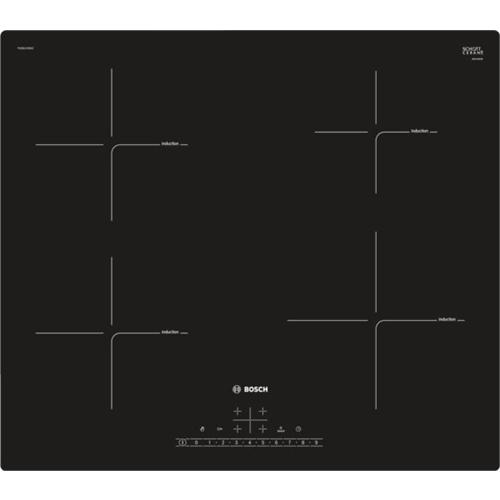 SCHOTT
CERAN®
induction
induction
induction
induction
BOSCH
0 1 · 2 · 3 · 4 · 5 · 6 · 7 · 8 · 9